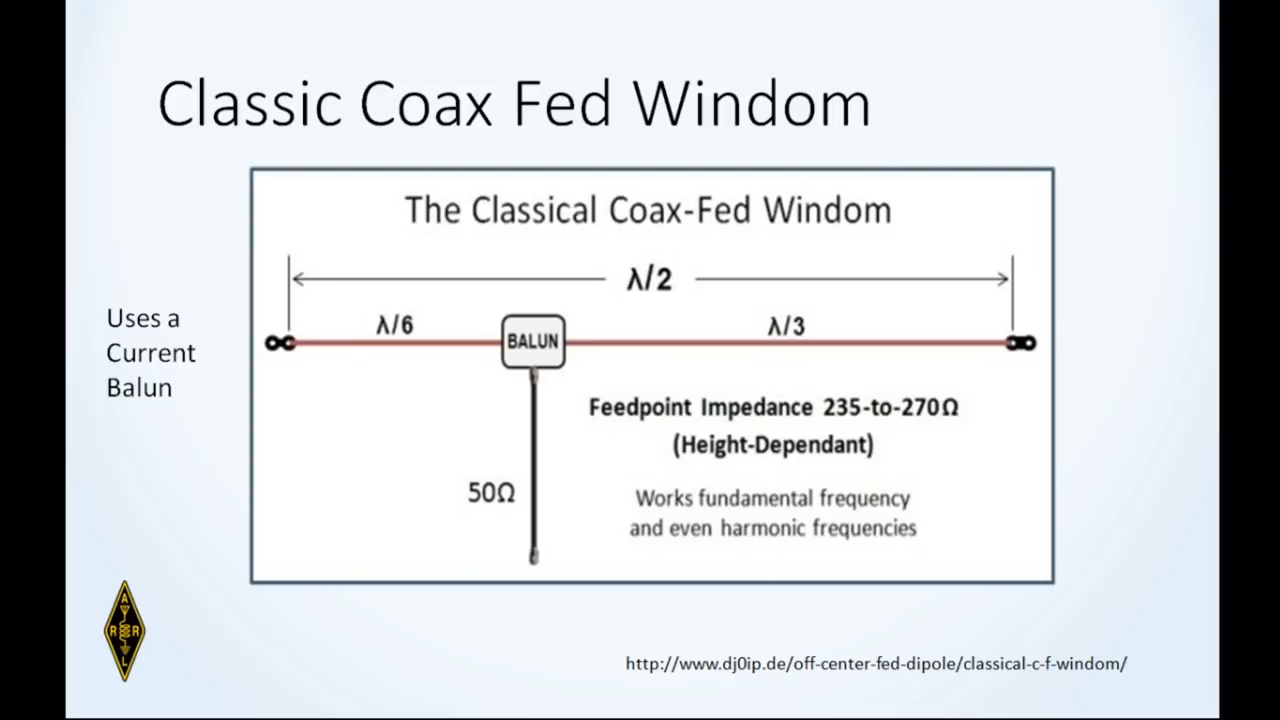 Classic Coax Fed Windom
The Classical Coax-Fed Windom
λ/2
Uses a
Current
Balun
λ/6
BALUN
λ/3
Feedpoint Impedance 235-to-270Ω
(Height-Dependant)
50Ω
Works fundamental frequency
and even harmonic frequencies
A
R R
L
http://www.dj0ip.de/off-center-fed-dipole/classical-c-f-windom/